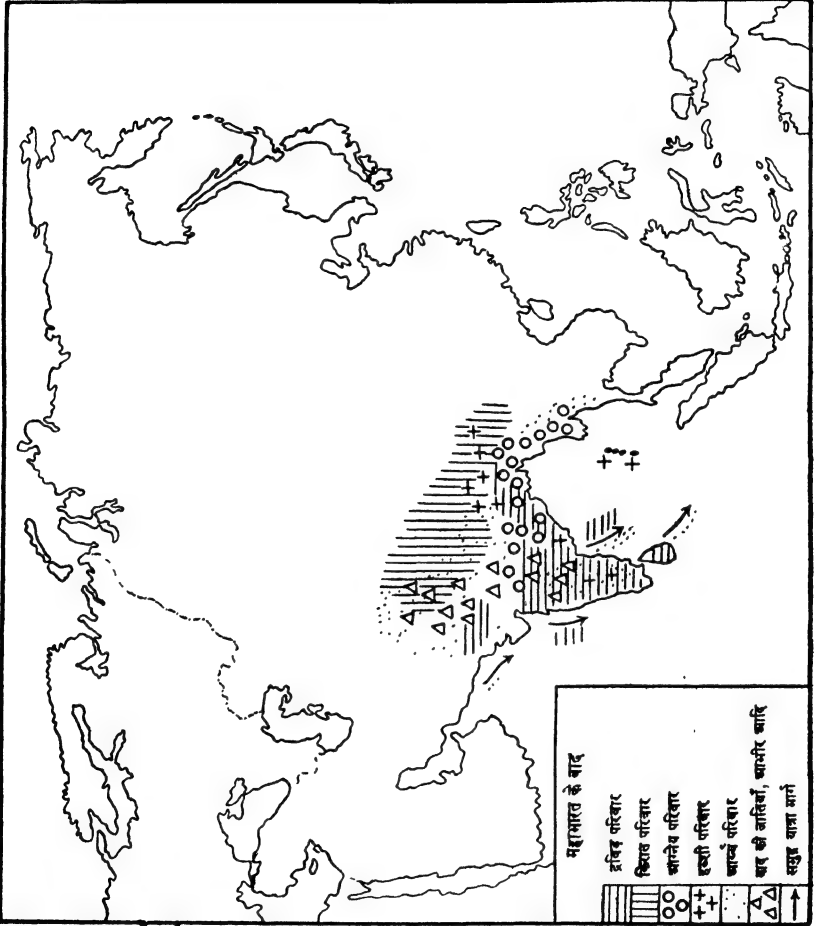 महाभारत के बाद
द्रविड़ परिवार
किरात परिवार
आग्नेय परिवार
हब्शी परिवार
आर्य्य परिवार
बाद की जातियाँ, आभीर आदि
समुद्र यात्रा मार्ग